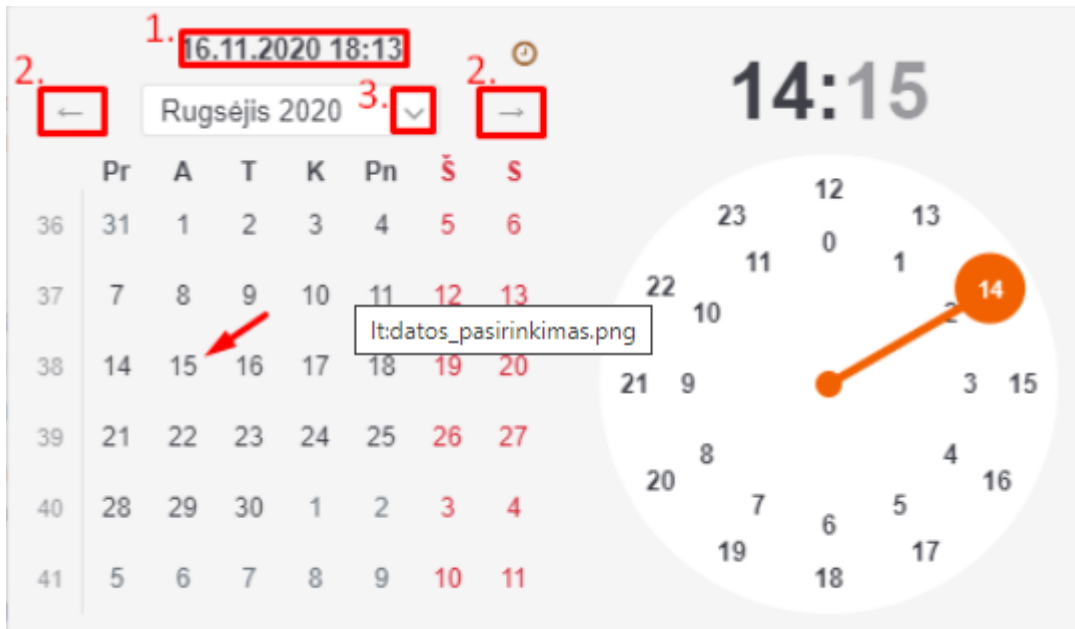 1. 16.11.2020 18:13
2. ← Rugsėjis 2020 3. 2. →
Pr A T K Pn Š S
36 31 1 2 3 4 5 6
37 7 8 9 10 11 12 13
38 14 15 16 17 18 19 20
39 21 22 23 24 25 26 27
40 28 29 30 1 2 3 4
41 5 6 7 8 9 10 11
lt:datos_pasirinkimas.png
14:15
12
23 13
0
11 1
22 14
10 2
21 9 3 15
8 4
20 16
7 5
6
19 17
18